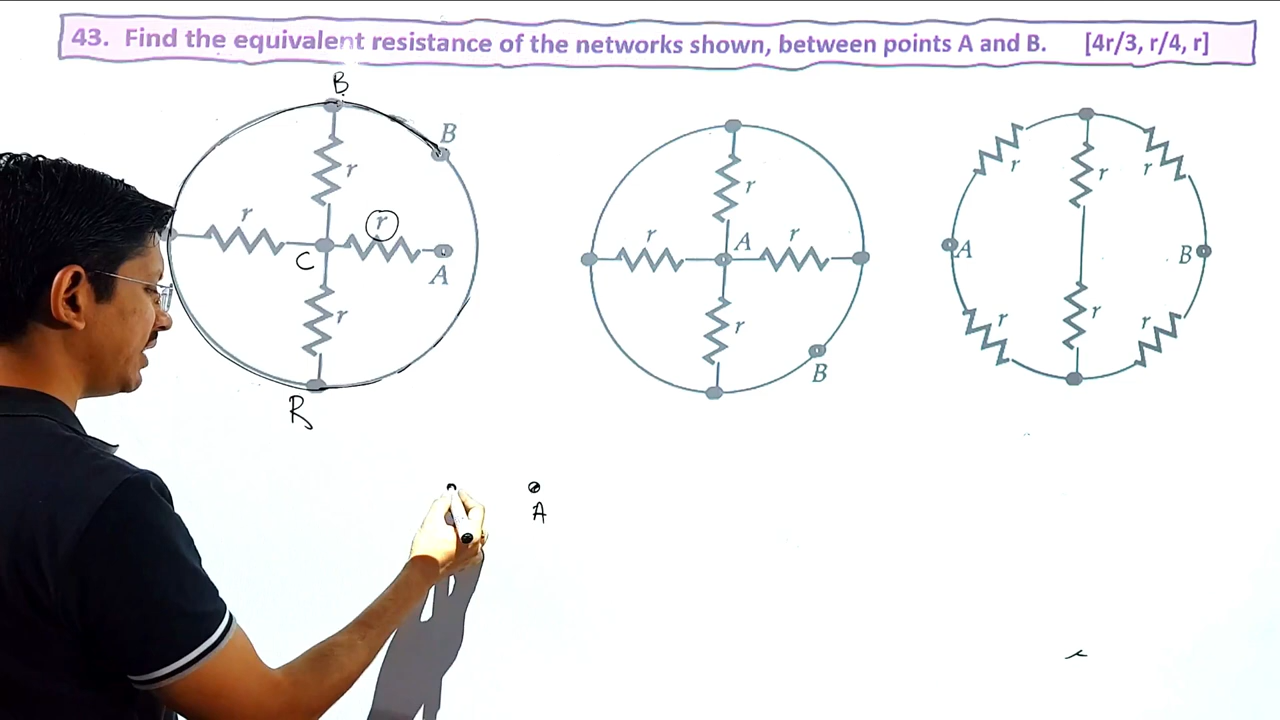 43. Find the equivalent resistance of the networks shown, between points A and B. [4r/3, r/4, r]
B
B
r
r
r
C
A
r
R
r
r
A
r
r
B
r
r
r
A
B
r
r
r
A